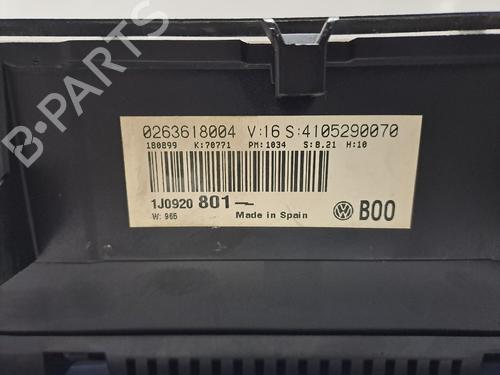 0263618004 V:16 S:4105290070
180899 K:70771 PM:1034 S:8.21 H:10
1J0920 801
W: 965 Made in Spain B00
B-PARTS